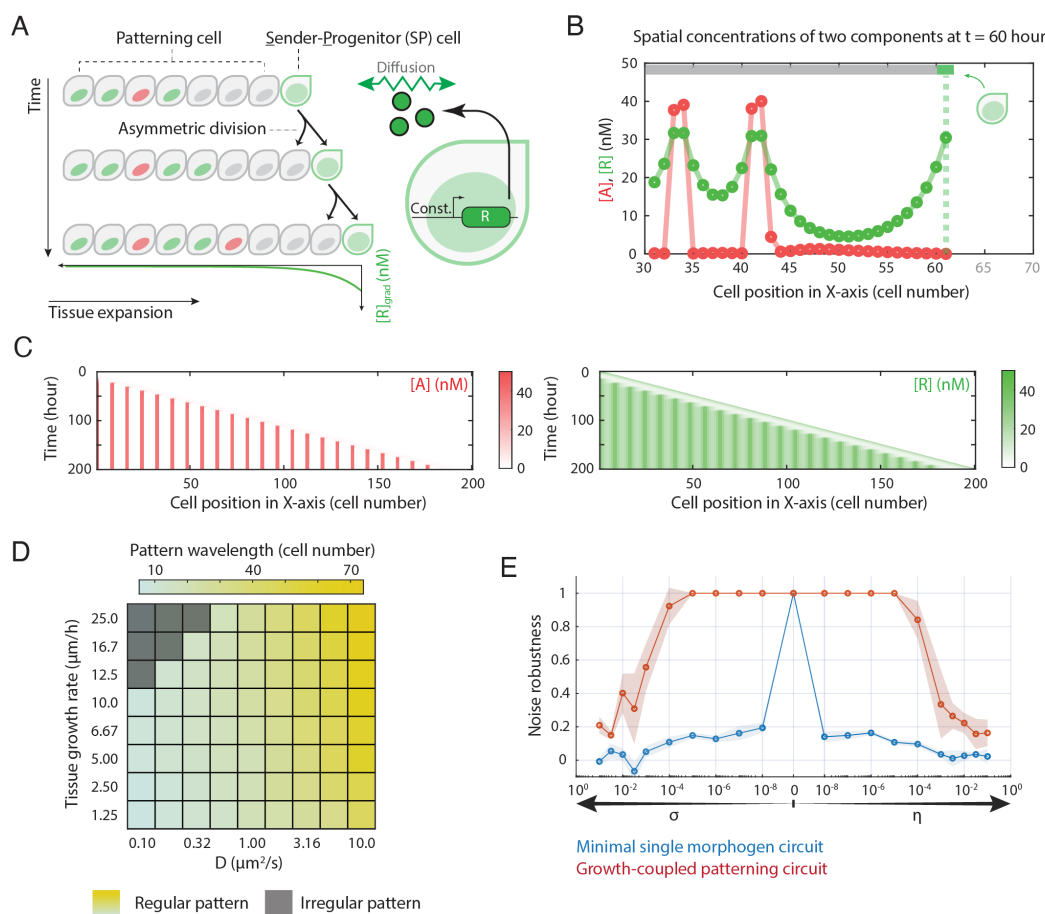 A
Patterning cell
Sender-Progenitor (SP) cell
Time
Asymmetric division
Diffusion
Const.
R
[R]grad (nM)
Tissue expansion
B
Spatial concentrations of two components at t = 60 hour
[A], [R] (nM)
50
40
30
20
10
0
31 35 40 45 50 55 60 65 70
Cell position in X-axis (cell number)
C
Time (hour)
0
100
200
[A] (nM)
50 100 150 200
Cell position in X-axis (cell number)
40
20
0
Time (hour)
0
100
200
[R] (nM)
50 100 150 200
Cell position in X-axis (cell number)
40
20
0
D
Pattern wavelength (cell number)
10 40 70
Tissue growth rate (μm/h)
25.0
16.7
12.5
10.0
6.67
5.00
2.50
1.25
0.10 0.32 1.00 3.16 10.0
D (μm²/s)
Regular pattern
Irregular pattern
E
Noise robustness
1
0.8
0.6
0.4
0.2
0
10⁰ 10⁻² 10⁻⁴ 10⁻⁶ 10⁻⁸ 0 10⁻⁸ 10⁻⁶ 10⁻⁴ 10⁻² 10⁰
σ η
Minimal single morphogen circuit
Growth-coupled patterning circuit